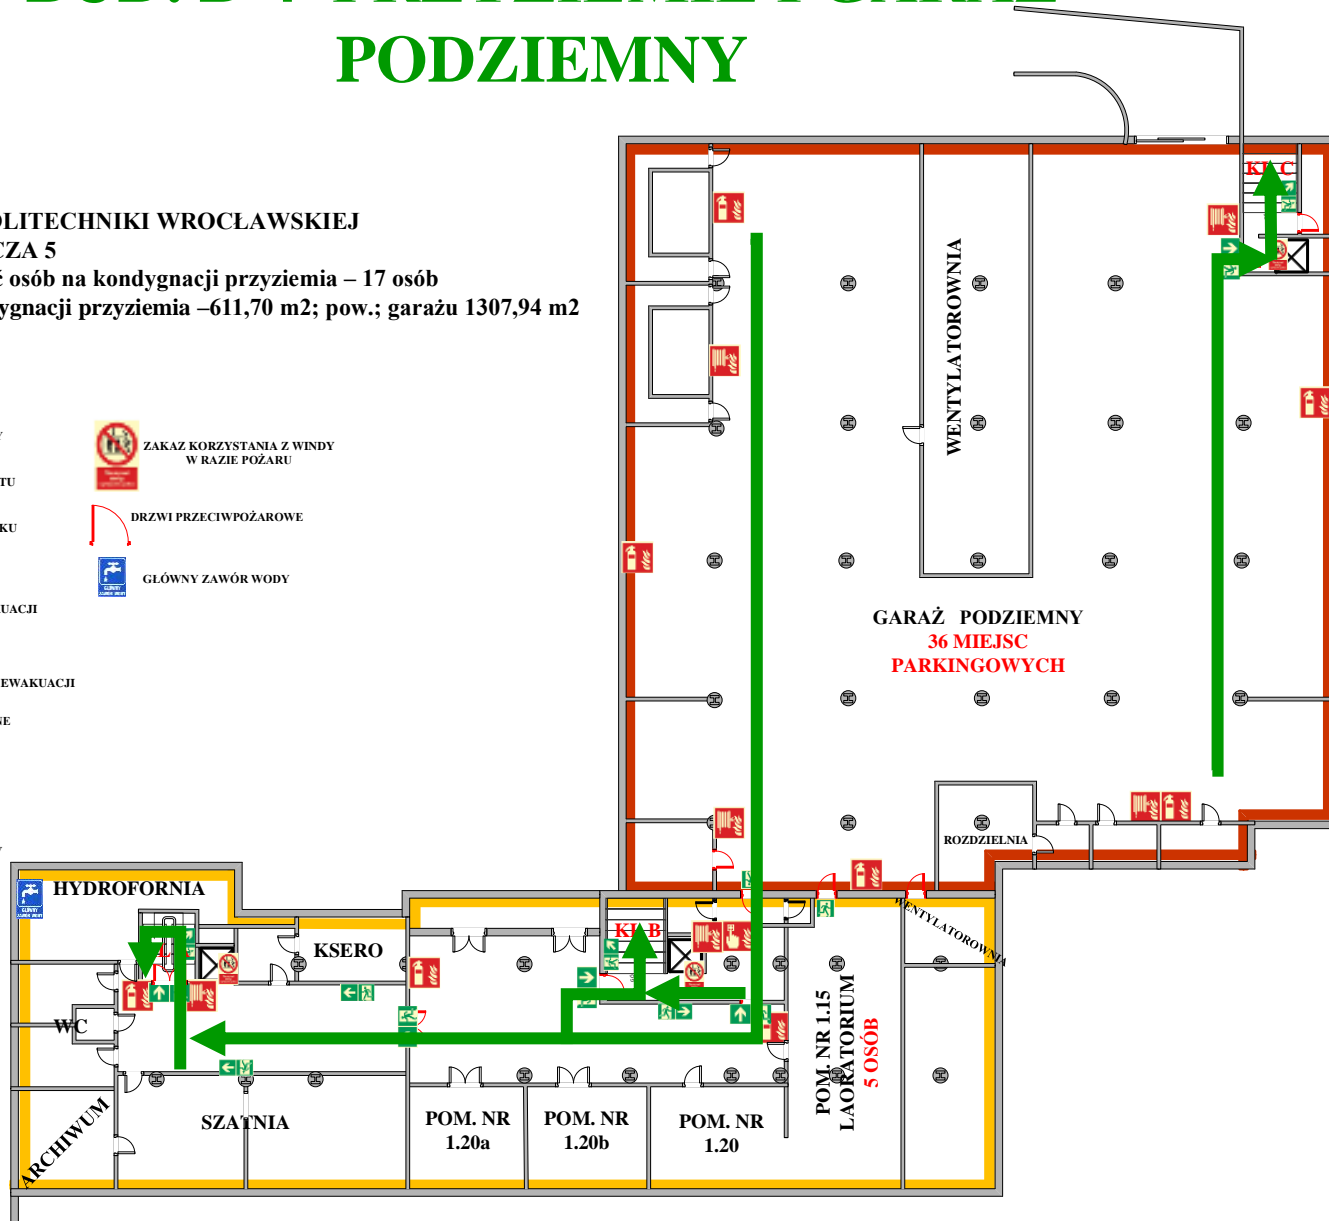 PODZIEMNY
OLITECHNIKI WROCŁAWSKIEJ
CZA 5
ć osób na kondygnacji przyziemia – 17 osób
ygnacji przyziemia –611,70 m2; pow.; garażu 1307,94 m2
ZAKAZ KORZYSTANIA Z WINDY
W RAZIE POŻARU
TU
DRZWI PRZECIWPOŻAROWE
KU
GŁÓWNY ZAWÓR WODY
UACJI
EWAKUACJI
NE
WENTYLATOROWNIA
GARAŻ PODZIEMNY
36 MIEJSC
PARKINGOWYCH
ROZDZIELNIA
WENTYLATOROWNIA
HYDROFORNIA
KSERO
WC
ARCHIWUM
SZATNIA
POM. NR
1.20a
POM. NR
1.20b
POM. NR
1.20
POM. NR 1.15
LAORATORIUM
5 OSÓB